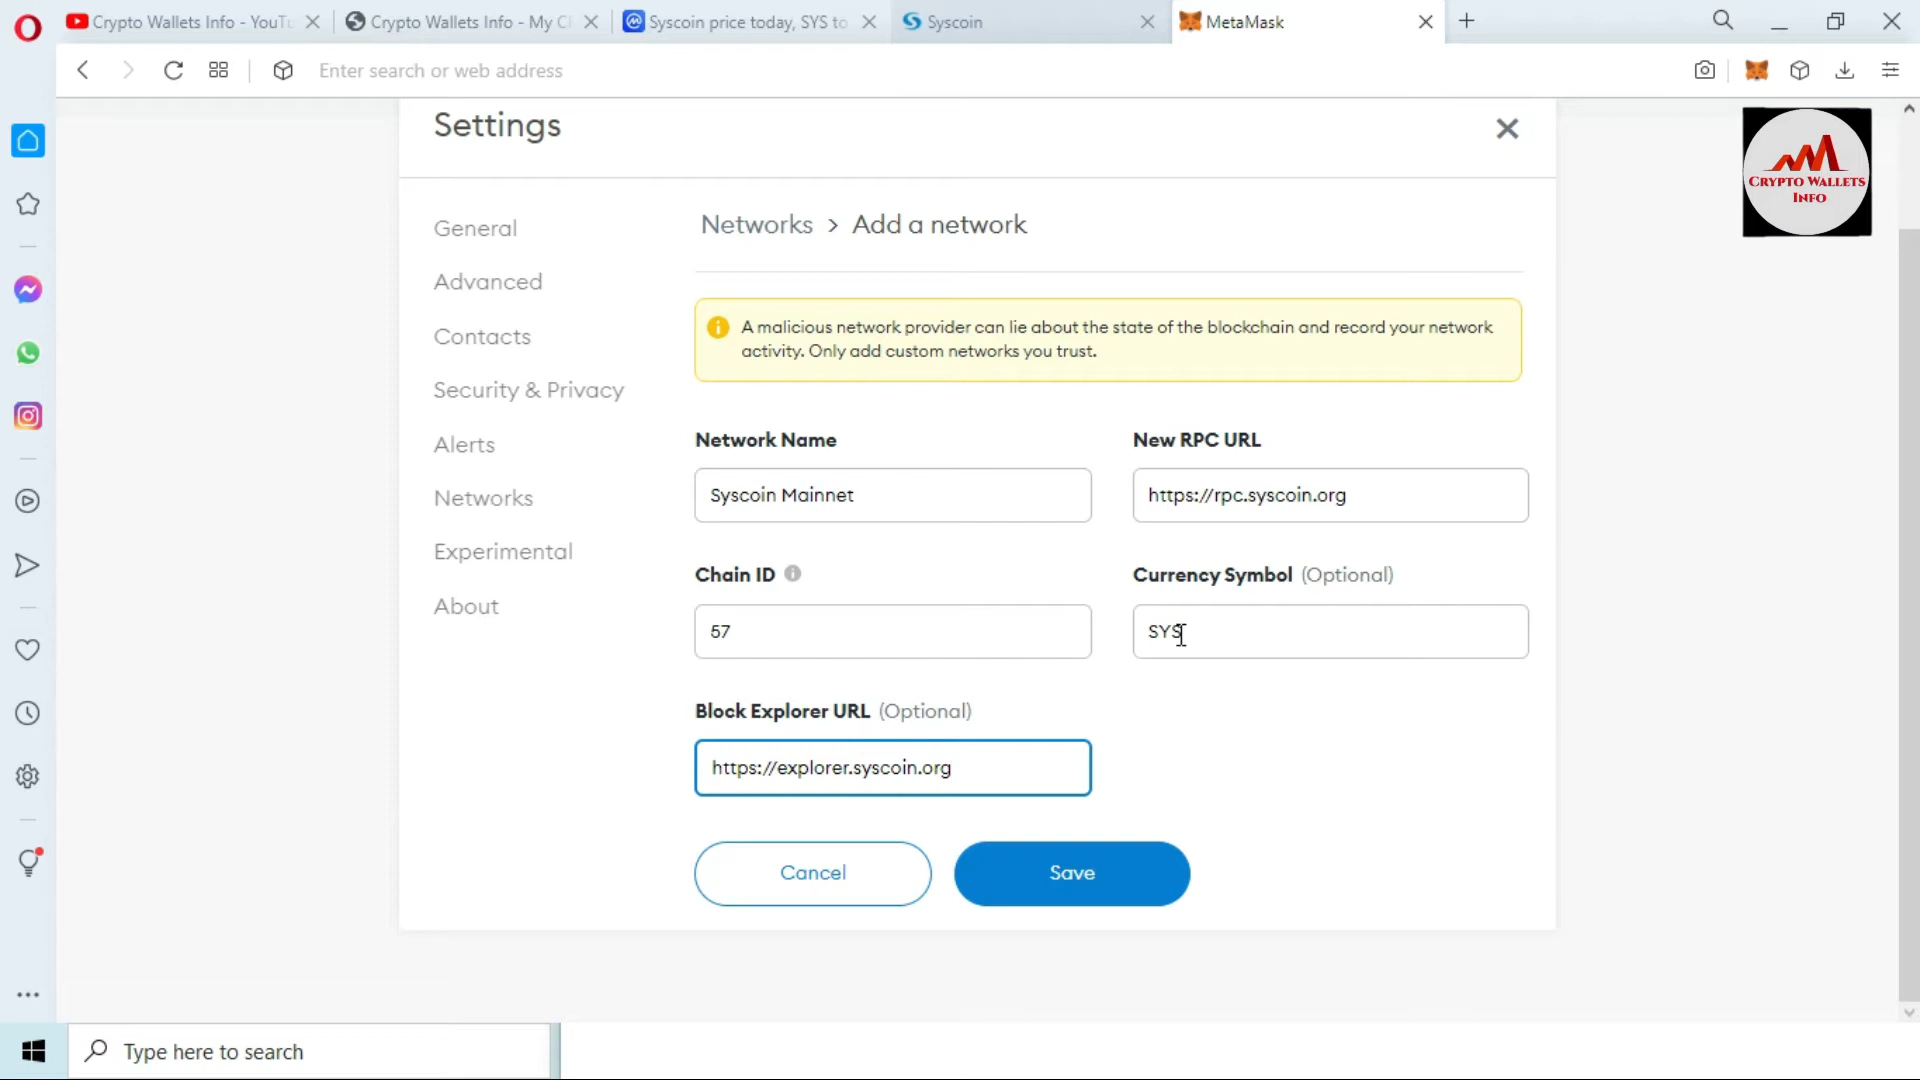 Crypto Wallets Info - YouTu
Crypto Wallets Info - My C
Syscoin price today, SYS to
Syscoin
MetaMask
Enter search or web address
Settings
CRYPTO WALLETS
INFO
General
Advanced
Contacts
Security & Privacy
Alerts
Networks
Experimental
About
Networks > Add a network
A malicious network provider can lie about the state of the blockchain and record your network
activity. Only add custom networks you trust.
Network Name
New RPC URL
Syscoin Mainnet
https://rpc.syscoin.org
Chain ID
Currency Symbol (Optional)
57
SYS
Block Explorer URL (Optional)
https://explorer.syscoin.org
Cancel
Save
Type here to search